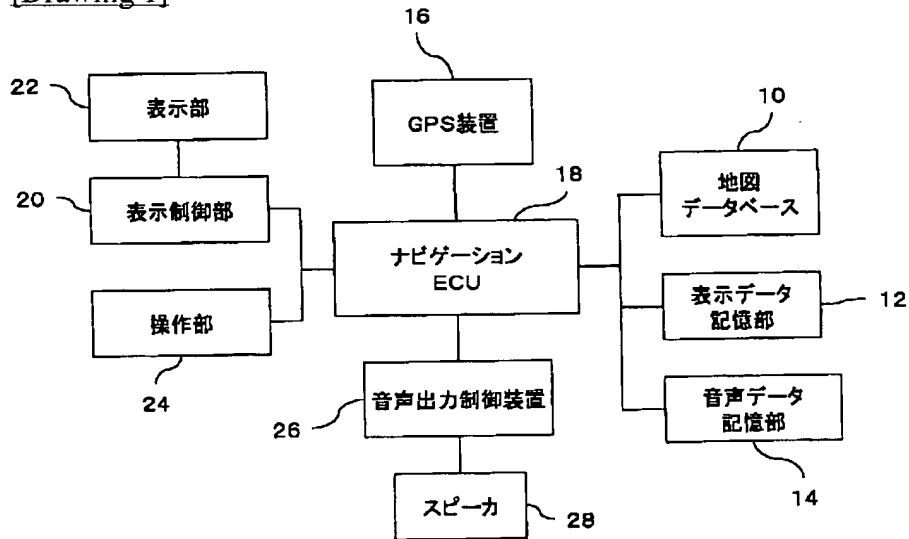 [Drawing 1]
16
22
表示部
GPS装置
10
地図
データベース
20
表示制御部
18
ナビゲーション
ECU
表示データ
記憶部
12
操作部
24
26
音声出力制御装置
音声データ
記憶部
14
スピーカ
28